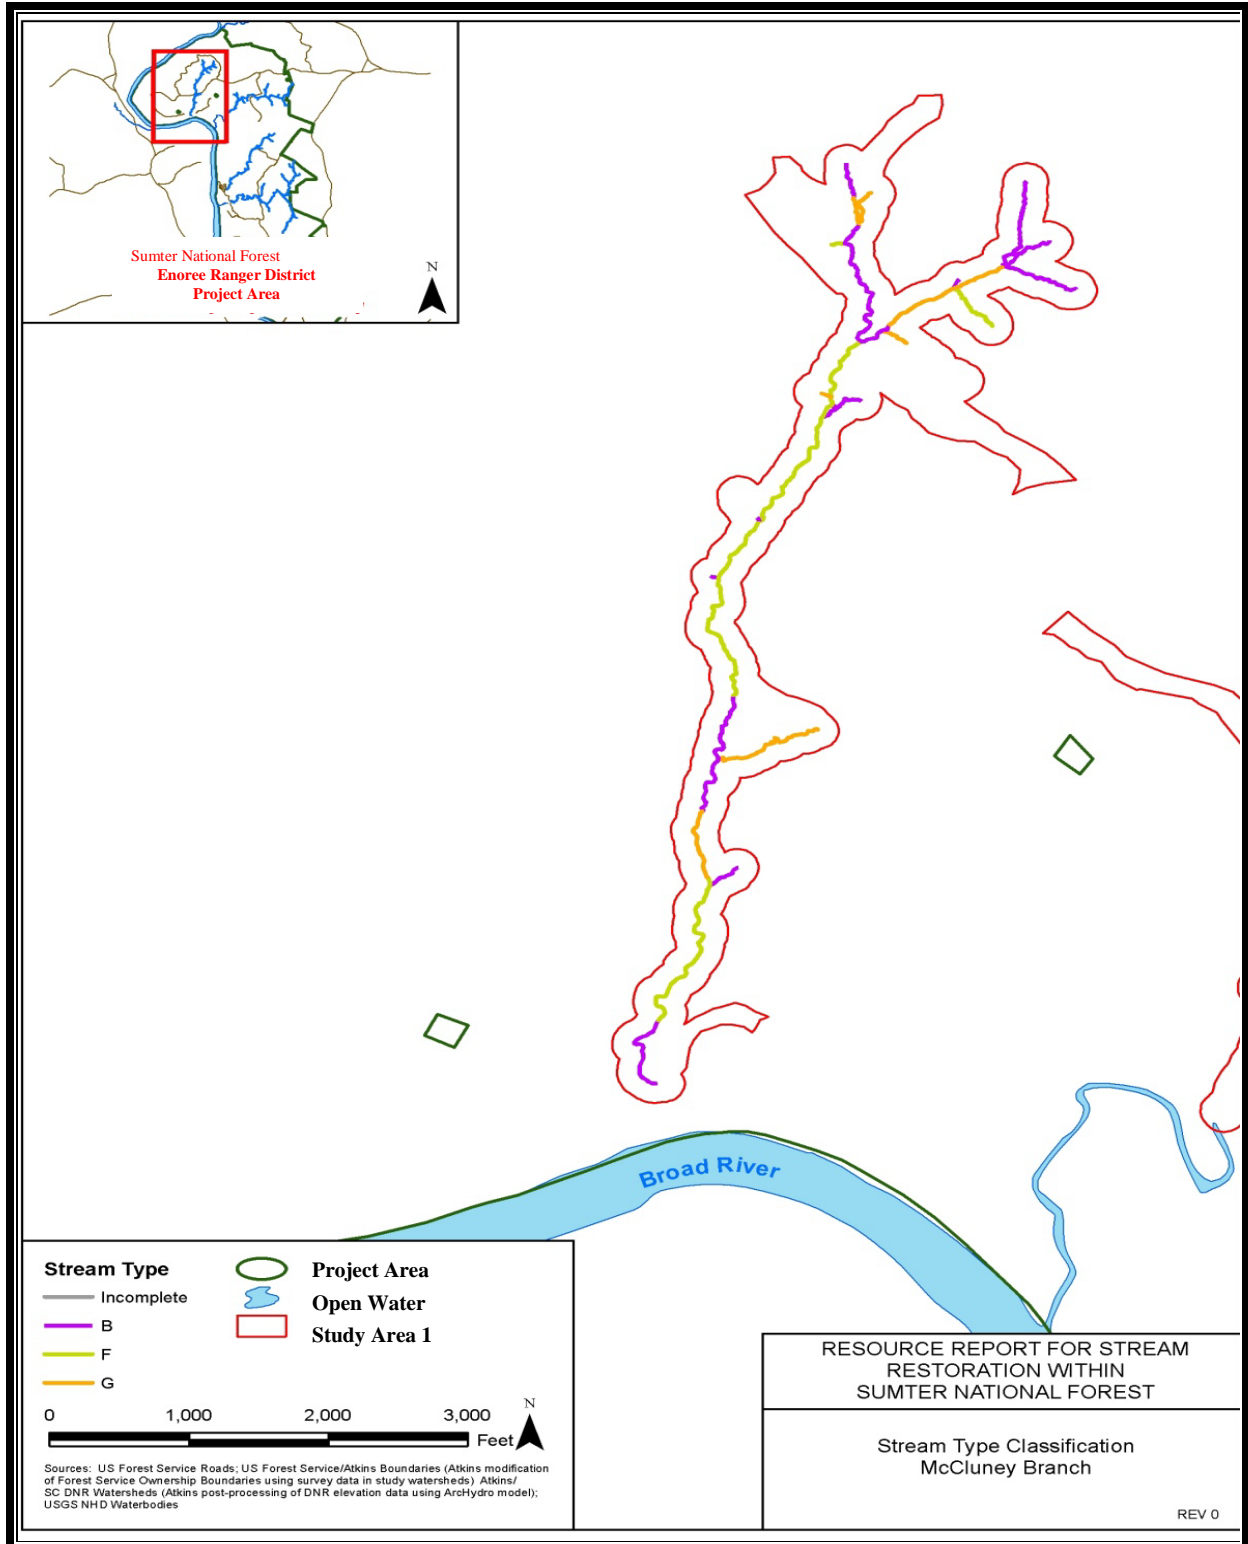 Sumter National Forest
Enoree Ranger District
Project Area
N
Broad River
Stream Type
Incomplete
B
F
G
Project Area
Open Water
Study Area 1
0 1,000 2,000 3,000
Feet
N
Sources: US Forest Service Roads; US Forest Service/Atkins Boundaries (Atkins modification
of Forest Service Ownership Boundaries using survey data in study watersheds) Atkins/
SC DNR Watersheds (Atkins post-processing of DNR elevation data using ArcHydro model);
USGS NHD Waterbodies
RESOURCE REPORT FOR STREAM
RESTORATION WITHIN
SUMTER NATIONAL FOREST
Stream Type Classification
McCluney Branch
REV 0